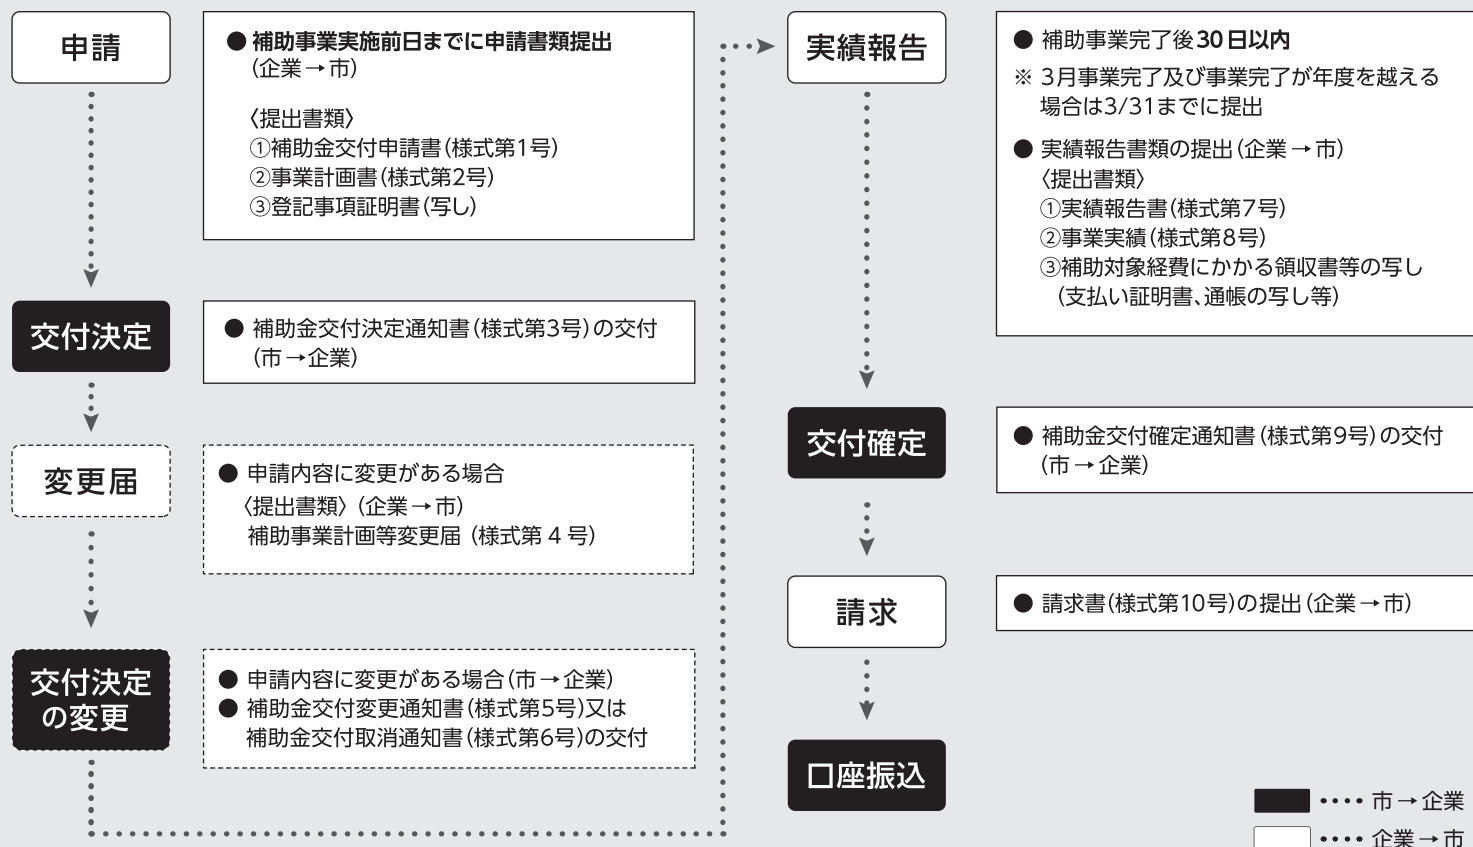 申請
● 補助事業実施前日までに申請書類提出
(企業→市)
〈提出書類〉
①補助金交付申請書(様式第1号)
②事業計画書(様式第2号)
③登記事項証明書(写し)
交付決定
● 補助金交付決定通知書(様式第3号)の交付
(市→企業)
変更届
● 申請内容に変更がある場合
〈提出書類〉(企業→市)
補助事業計画等変更届 (様式第 4 号)
交付決定
の変更
● 申請内容に変更がある場合(市→企業)
● 補助金交付変更通知書(様式第5号)又は
補助金交付取消通知書(様式第6号)の交付
実績報告
● 補助事業完了後30日以内
※ 3月事業完了及び事業完了が年度を越える
場合は3/31までに提出
● 実績報告書類の提出(企業→市)
〈提出書類〉
①実績報告書(様式第7号)
②事業実績(様式第8号)
③補助対象経費にかかる領収書等の写し
(支払い証明書、通帳の写し等)
交付確定
● 補助金交付確定通知書(様式第9号)の交付
(市→企業)
請求
● 請求書(様式第10号)の提出(企業→市)
口座振込
•••• 市→企業
•••• 企業→市